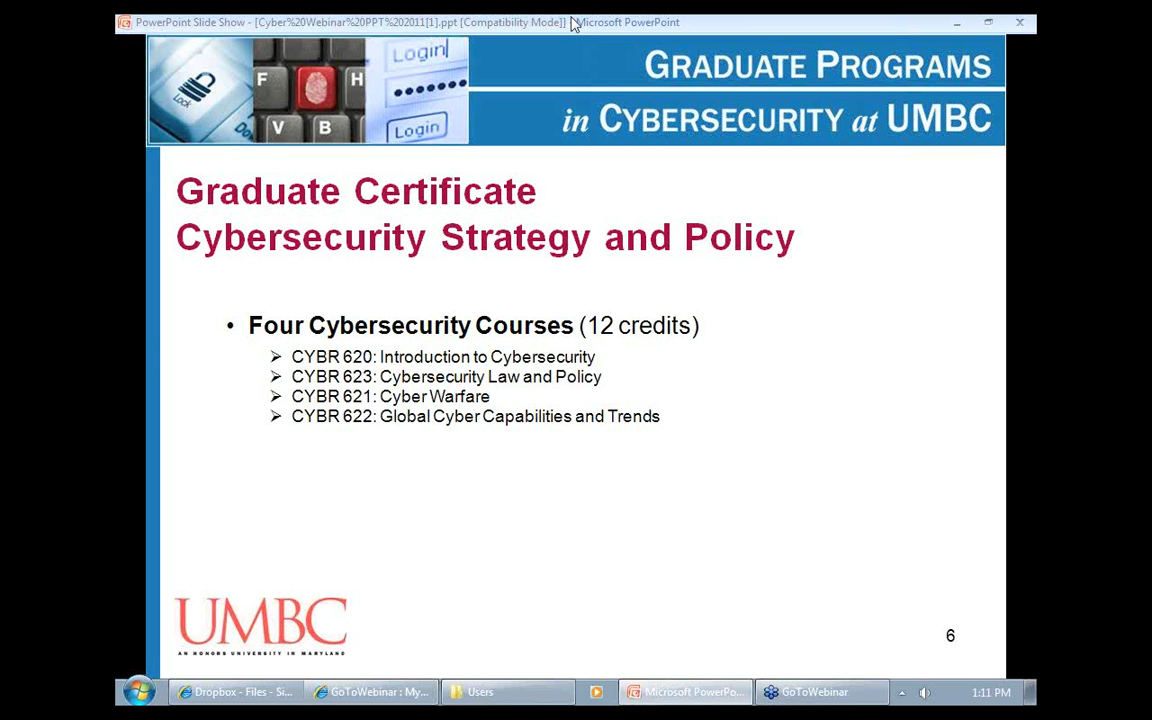 PowerPoint Slide Show - [Cyber%20Webinar%20PPT%202011[1].ppt [Compatibility Mode]] - Microsoft PowerPoint
Login
Lock
F
H
V
B
Login
GRADUATE PROGRAMS
in CYBERSECURITY at UMBC
Graduate Certificate
Cybersecurity Strategy and Policy
• Four Cybersecurity Courses (12 credits)
➢ CYBR 620: Introduction to Cybersecurity
➢ CYBR 623: Cybersecurity Law and Policy
➢ CYBR 621: Cyber Warfare
➢ CYBR 622: Global Cyber Capabilities and Trends
UMBC
AN HONORS UNIVERSITY IN MARYLAND
6
Dropbox - Files - Si...
GoToWebinar : My...
Users
Microsoft PowerPo...
GoToWebinar
1:11 PM